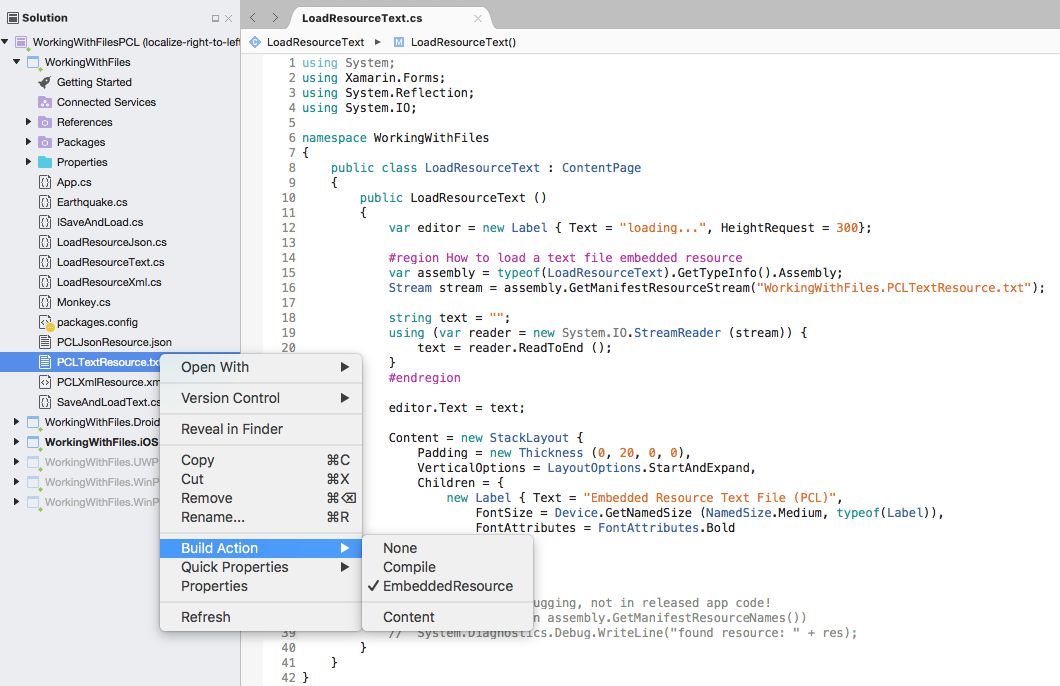 Solution
LoadResourceText.cs
WorkingWithFilesPCL (localize-right-to-left
LoadResourceText
LoadResourceText()
WorkingWithFiles
Getting Started
Connected Services
References
Packages
Properties
App.cs
Earthquake.cs
ISaveAndLoad.cs
LoadResourceJson.cs
LoadResourceText.cs
LoadResourceXml.cs
Monkey.cs
packages.config
PCLJsonResource.json
PCLTextResource.tx
PCLXmlResource.xm
SaveAndLoadText.cs
WorkingWithFiles.Droid
WorkingWithFiles.iOS
WorkingWithFiles.UWP
WorkingWithFiles.WinP
WorkingWithFiles.WinP
Open With
Version Control
Reveal in Finder
Copy ⌘C
Cut ⌘X
Remove ⌘⌫
Rename... ⌘R
Build Action
Quick Properties
Properties
Refresh
None
Compile
✓ EmbeddedResource
Content
1 using System;
2 using Xamarin.Forms;
3 using System.Reflection;
4 using System.IO;
5
6 namespace WorkingWithFiles
7 {
8 public class LoadResourceText : ContentPage
9 {
10 public LoadResourceText ()
11 {
12 var editor = new Label { Text = "loading...", HeightRequest = 300};
13
14 #region How to load a text file embedded resource
15 var assembly = typeof(LoadResourceText).GetTypeInfo().Assembly;
16 Stream stream = assembly.GetManifestResourceStream("WorkingWithFiles.PCLTextResource.txt");
17
18 string text = "";
19 using (var reader = new System.IO.StreamReader (stream)) {
20 text = reader.ReadToEnd ();
}
#endregion
editor.Text = text;
Content = new StackLayout {
Padding = new Thickness (0, 20, 0, 0),
VerticalOptions = LayoutOptions.StartAndExpand,
Children = {
new Label { Text = "Embedded Resource Text File (PCL)",
FontSize = Device.GetNamedSize (NamedSize.Medium, typeof(Label)),
FontAttributes = FontAttributes.Bold
ugging, not in released app code!
n assembly.GetManifestResourceNames())
39 // System.Diagnostics.Debug.WriteLine("found resource: " + res);
40 }
41 }
42 }